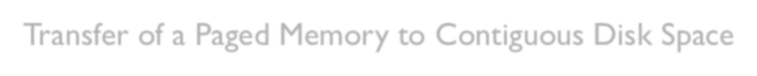 Transfer of a Paged Memory to Contiguous Disk Space